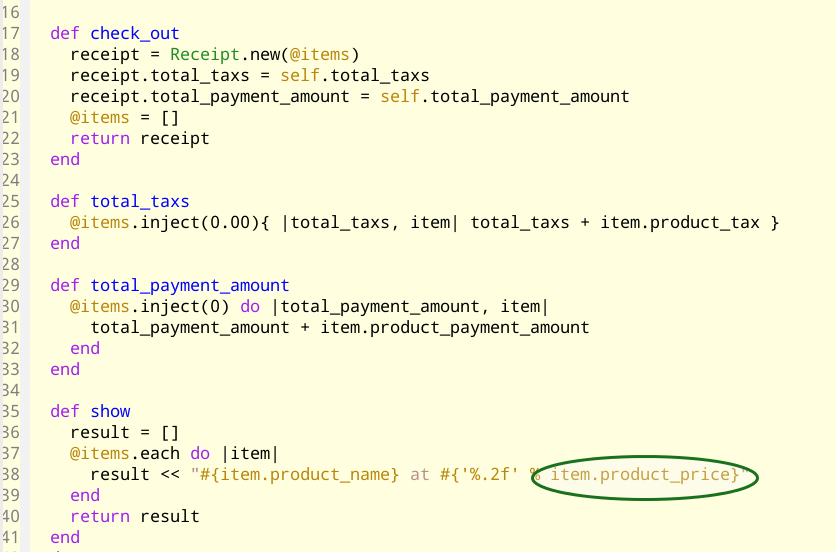 16
17 def check_out
18 receipt = Receipt.new(@items)
19 receipt.total_taxs = self.total_taxs
20 receipt.total_payment_amount = self.total_payment_amount
21 @items = []
22 return receipt
23 end
24
25 def total_taxs
26 @items.inject(0.00){ |total_taxs, item| total_taxs + item.product_tax }
27 end
28
29 def total_payment_amount
30 @items.inject(0) do |total_payment_amount, item|
31 total_payment_amount + item.product_payment_amount
32 end
33 end
34
35 def show
36 result = []
37 @items.each do |item|
38 result << "#{item.product_name} at #{'%.2f' % item.product_price}"
39 end
40 return result
41 end